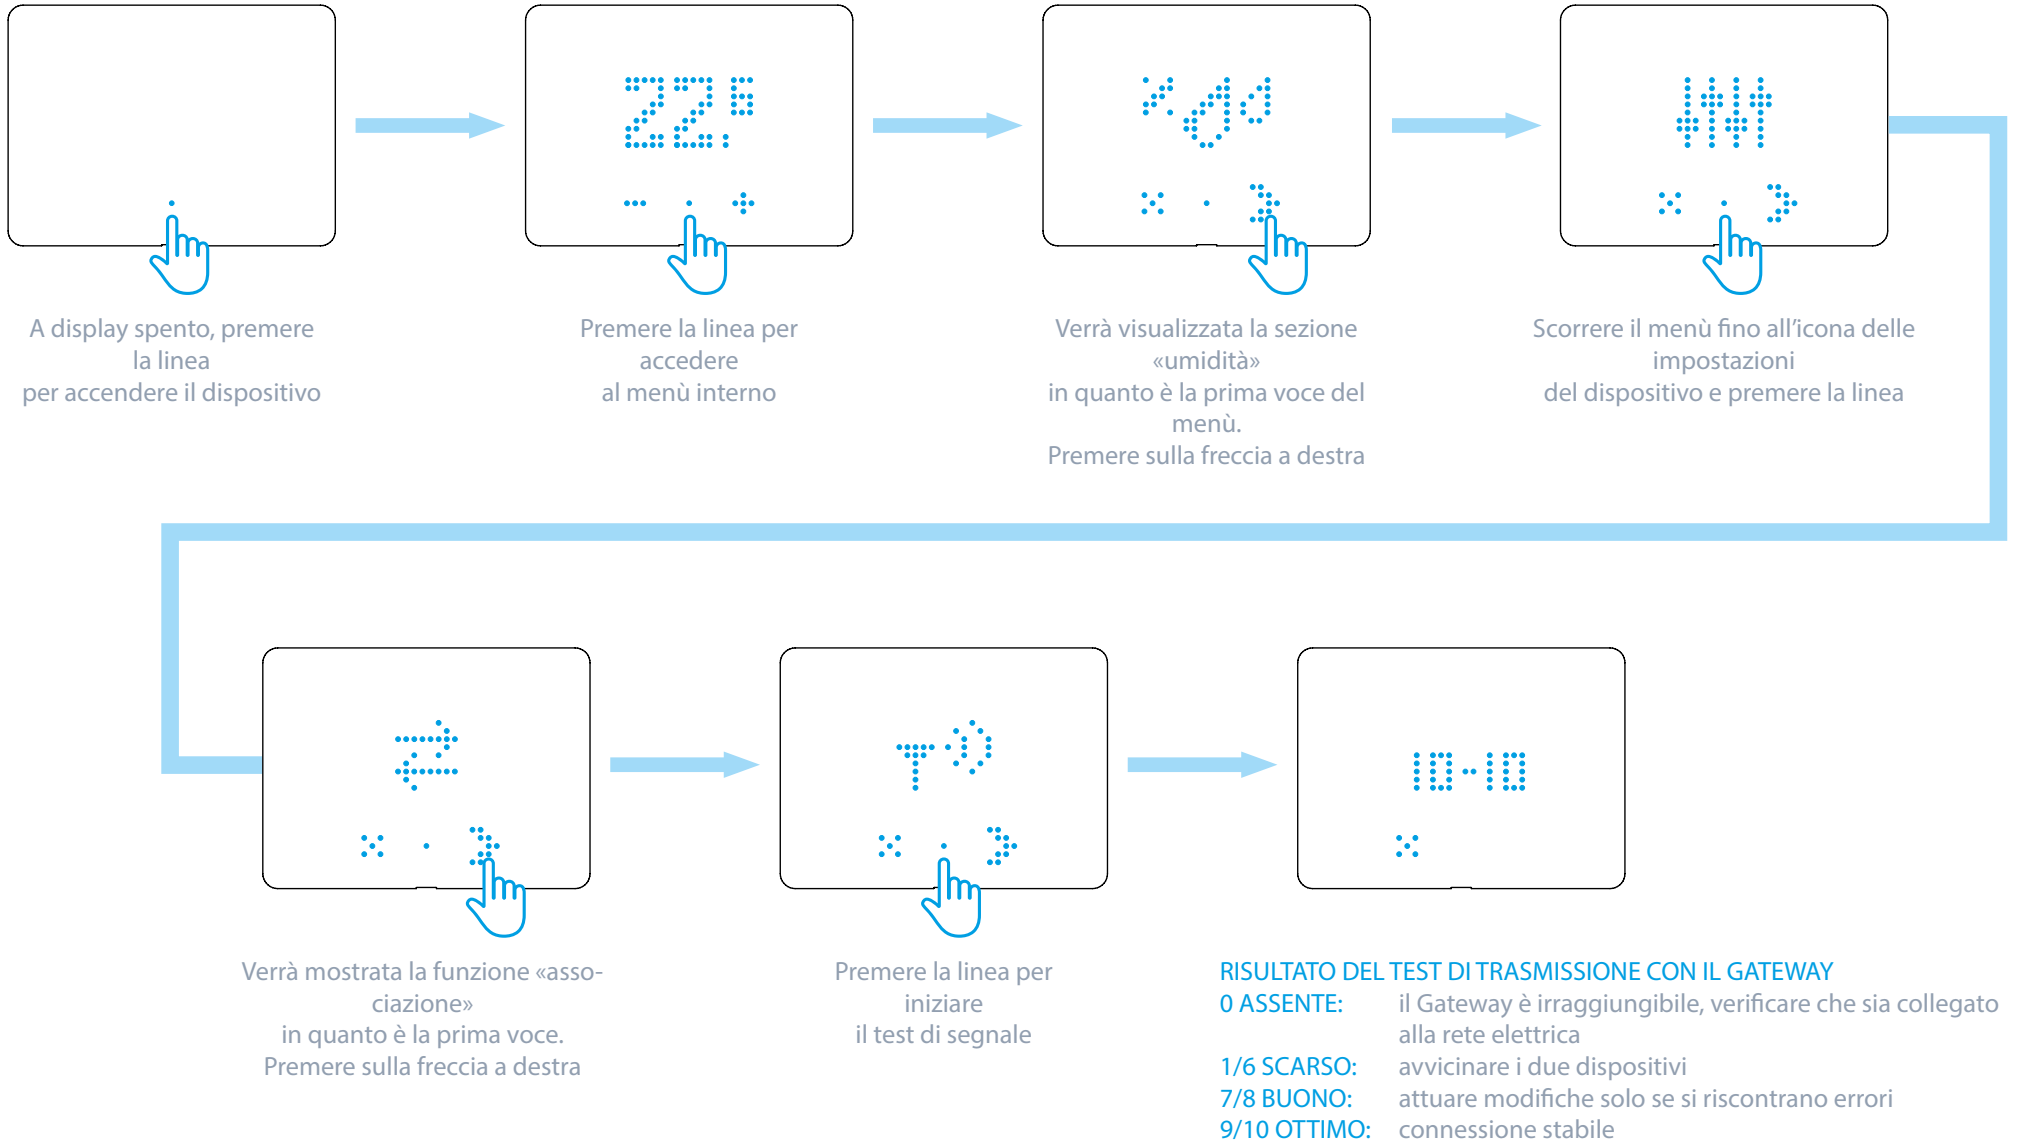 22.6
A display spento, premere
la linea
per accendere il dispositivo
Premere la linea per
accedere
al menù interno
Verrà visualizzata la sezione
«umidità»
in quanto è la prima voce del
menù.
Premere sulla freccia a destra
Scorrere il menù fino all’icona delle
impostazioni
del dispositivo e premere la linea
10-10
Verrà mostrata la funzione «asso-
ciazione»
in quanto è la prima voce.
Premere sulla freccia a destra
Premere la linea per
iniziare
il test di segnale
RISULTATO DEL TEST DI TRASMISSIONE CON IL GATEWAY
0 ASSENTE: il Gateway è irraggiungibile, verificare che sia collegato
alla rete elettrica
1/6 SCARSO: avvicinare i due dispositivi
7/8 BUONO: attuare modifiche solo se si riscontrano errori
9/10 OTTIMO: connessione stabile